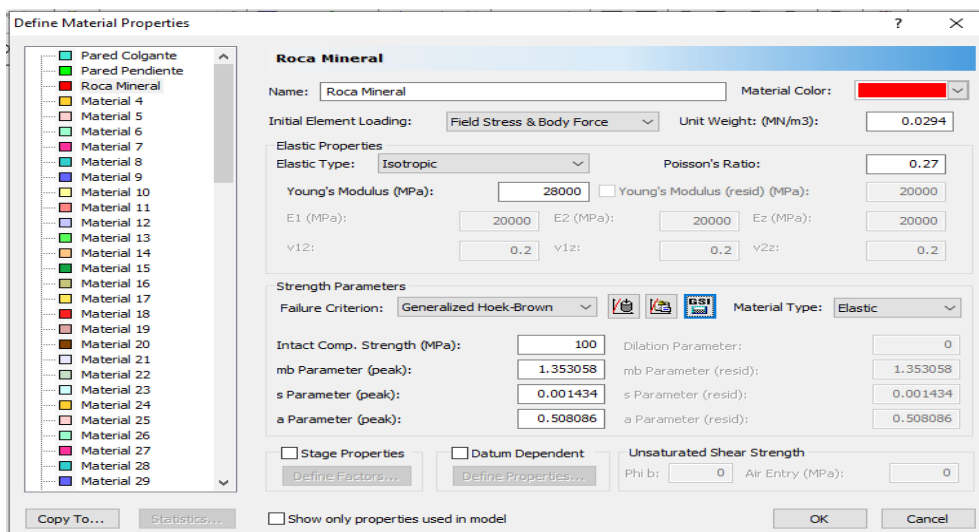 Define Material Properties ? ×
Pared Colgante
Pared Pendiente
Roca Mineral
Material 4
Material 5
Material 6
Material 7
Material 8
Material 9
Material 10
Material 11
Material 12
Material 13
Material 14
Material 15
Material 16
Material 17
Material 18
Material 19
Material 20
Material 21
Material 22
Material 23
Material 24
Material 25
Material 26
Material 27
Material 28
Material 29
Copy To... Statistics...
Roca Mineral
Name: Roca Mineral Material Color:
Initial Element Loading: Field Stress & Body Force Unit Weight: (MN/m3): 0.0294
Elastic Properties
Elastic Type: Isotropic Poisson's Ratio: 0.27
Young's Modulus (MPa): 28000 Young's Modulus (resid) (MPa): 20000
E1 (MPa): 20000 E2 (MPa): 20000 Ez (MPa): 20000
v12: 0.2 v1z: 0.2 v2z: 0.2
Strength Parameters
Failure Criterion: Generalized Hoek-Brown GSI Material Type: Elastic
Intact Comp. Strength (MPa): 100 Dilation Parameter: 0
mb Parameter (peak): 1.353058 mb Parameter (resid): 1.353058
s Parameter (peak): 0.001434 s Parameter (resid): 0.001434
a Parameter (peak): 0.508086 a Parameter (resid): 0.508086
Stage Properties Datum Dependent Unsaturated Shear Strength
Define Factors... Define Properties... Phi b: 0 Air Entry (MPa): 0
Show only properties used in model OK Cancel